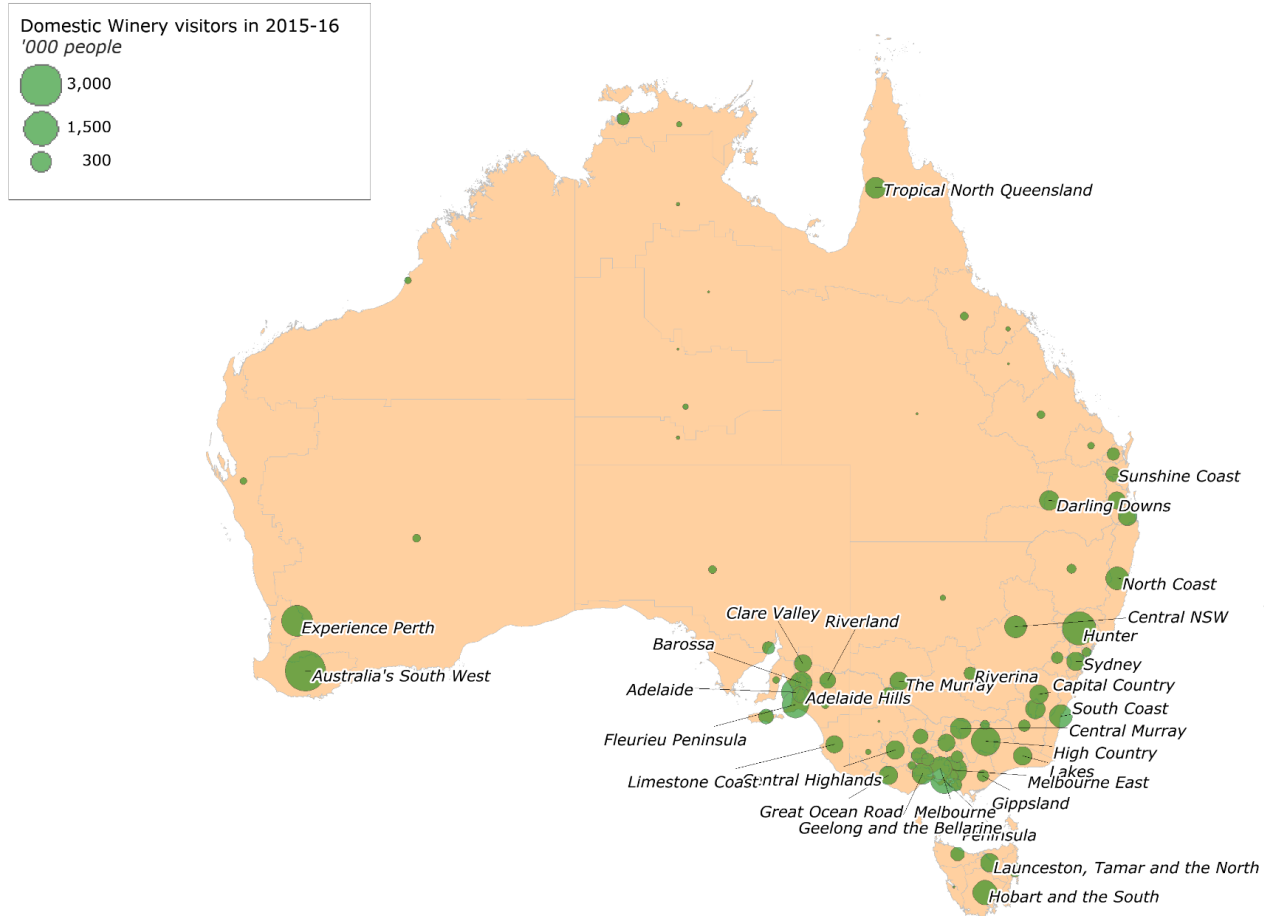 Domestic Winery visitors in 2015-16
'000 people
3,000
1,500
300
Tropical North Queensland
Sunshine Coast
Darling Downs
North Coast
Central NSW
Hunter
Clare Valley
Riverland
Experience Perth
Barossa
Sydney
Australia's South West
Riverina
Adelaide
The Murray
Capital Country
Adelaide Hills
South Coast
Central Murray
Fleurieu Peninsula
High Country
Lakes
Limestone Coast
Central Highlands
Melbourne East
Gippsland
Great Ocean Road
Melbourne
Geelong and the Bellarine
Peninsula
Launceston, Tamar and the North
Hobart and the South